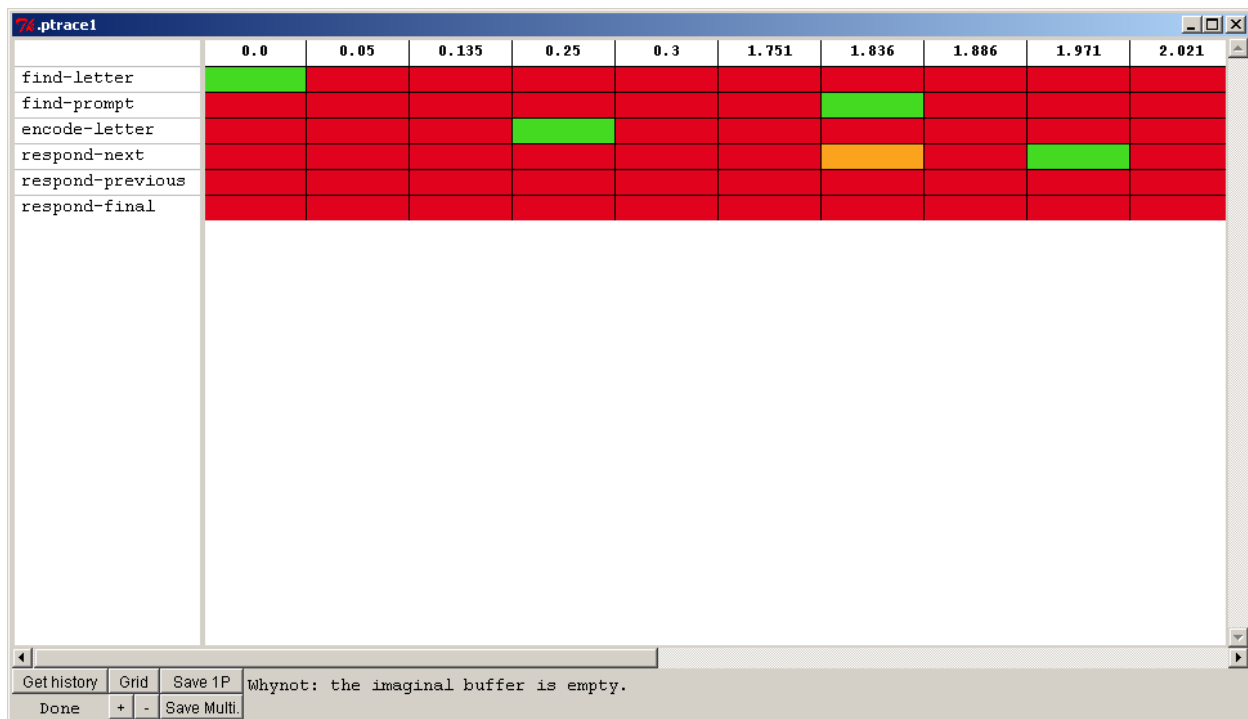 .ptrace1
0.0 0.05 0.135 0.25 0.3 1.751 1.836 1.886 1.971 2.021
find-letter
find-prompt
encode-letter
respond-next
respond-previous
respond-final
Get history Grid Save 1P Whynot: the imaginal buffer is empty.
Done + - Save Multi.